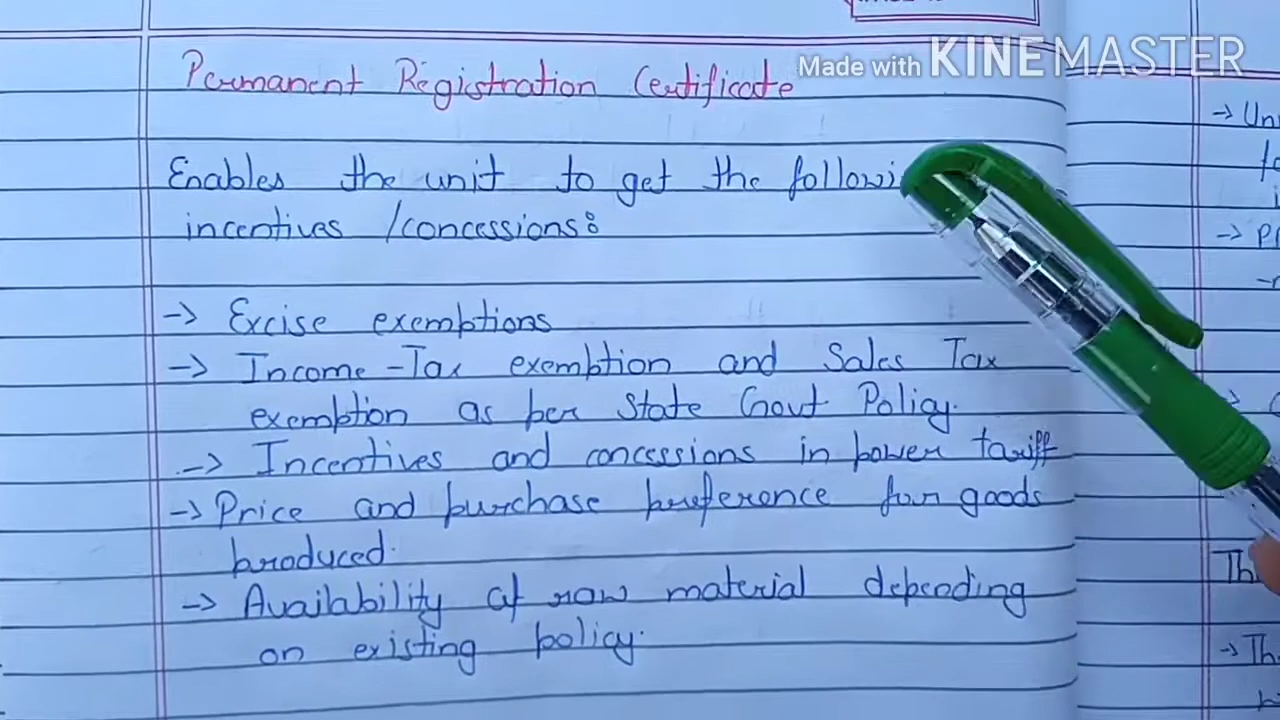 Made with KINEMASTER
Permanent Registration Certificate
Enables the unit to get the followi
incentives /concessions:
-> Excise exemptions
-> Income-Tax exemption and Sales Tax
exemption as per State Govt Policy.
-> Incentives and concessions in power tariff
-> Price and purchase preference for goods
produced.
-> Availability of raw material depending
on existing policy.
-> Un
-> Th